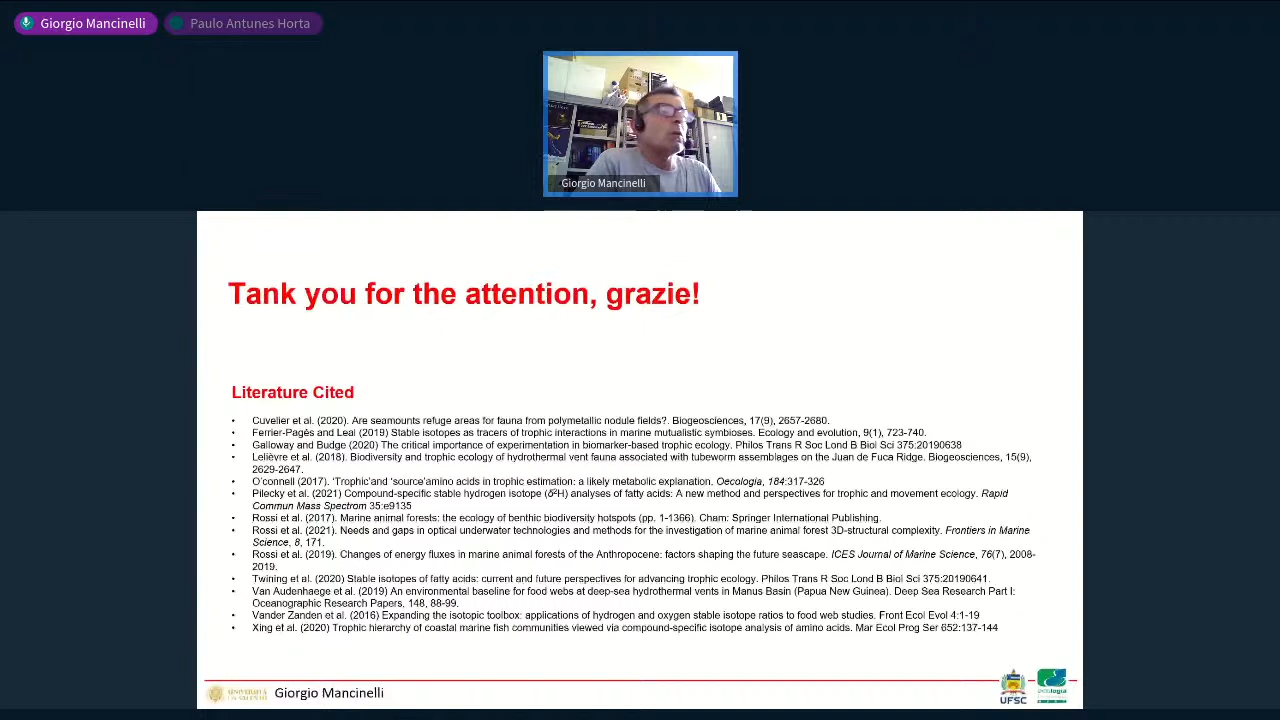 Giorgio Mancinelli
Paulo Antunes Horta
Giorgio Mancinelli
Tank you for the attention, grazie!
Literature Cited
• Cuvelier et al. (2020). Are seamounts refuge areas for fauna from polymetallic nodule fields?. Biogeosciences, 17(9), 2657-2680.
• Ferrier-Pagès and Leal (2019) Stable isotopes as tracers of trophic interactions in marine mutualistic symbioses. Ecology and evolution, 9(1), 723-740.
• Galloway and Budge (2020) The critical importance of experimentation in biomarker-based trophic ecology. Philos Trans R Soc Lond B Biol Sci 375:20190638
• Lelièvre et al. (2018). Biodiversity and trophic ecology of hydrothermal vent fauna associated with tubeworm assemblages on the Juan de Fuca Ridge. Biogeosciences, 15(9),
2629-2647.
• O'connell (2017). 'Trophic'and 'source'amino acids in trophic estimation: a likely metabolic explanation. Oecologia, 184:317-326
• Pilecky et al. (2021) Compound-specific stable hydrogen isotope (δ²H) analyses of fatty acids: A new method and perspectives for trophic and movement ecology. Rapid
Commun Mass Spectrom 35:e9135
• Rossi et al. (2017). Marine animal forests: the ecology of benthic biodiversity hotspots (pp. 1-1366). Cham: Springer International Publishing.
• Rossi et al. (2021). Needs and gaps in optical underwater technologies and methods for the investigation of marine animal forest 3D-structural complexity. Frontiers in Marine
Science, 8, 171.
• Rossi et al. (2019). Changes of energy fluxes in marine animal forests of the Anthropocene: factors shaping the future seascape. ICES Journal of Marine Science, 76(7), 2008-
2019.
• Twining et al. (2020) Stable isotopes of fatty acids: current and future perspectives for advancing trophic ecology. Philos Trans R Soc Lond B Biol Sci 375:20190641.
• Van Audenhaege et al. (2019) An environmental baseline for food webs at deep-sea hydrothermal vents in Manus Basin (Papua New Guinea). Deep Sea Research Part I:
Oceanographic Research Papers, 148, 88-99.
• Vander Zanden et al. (2016) Expanding the isotopic toolbox: applications of hydrogen and oxygen stable isotope ratios to food web studies. Front Ecol Evol 4:1-19
• Xing et al. (2020) Trophic hierarchy of coastal marine fish communities viewed via compound-specific isotope analysis of amino acids. Mar Ecol Prog Ser 652:137-144
Giorgio Mancinelli
UFSC